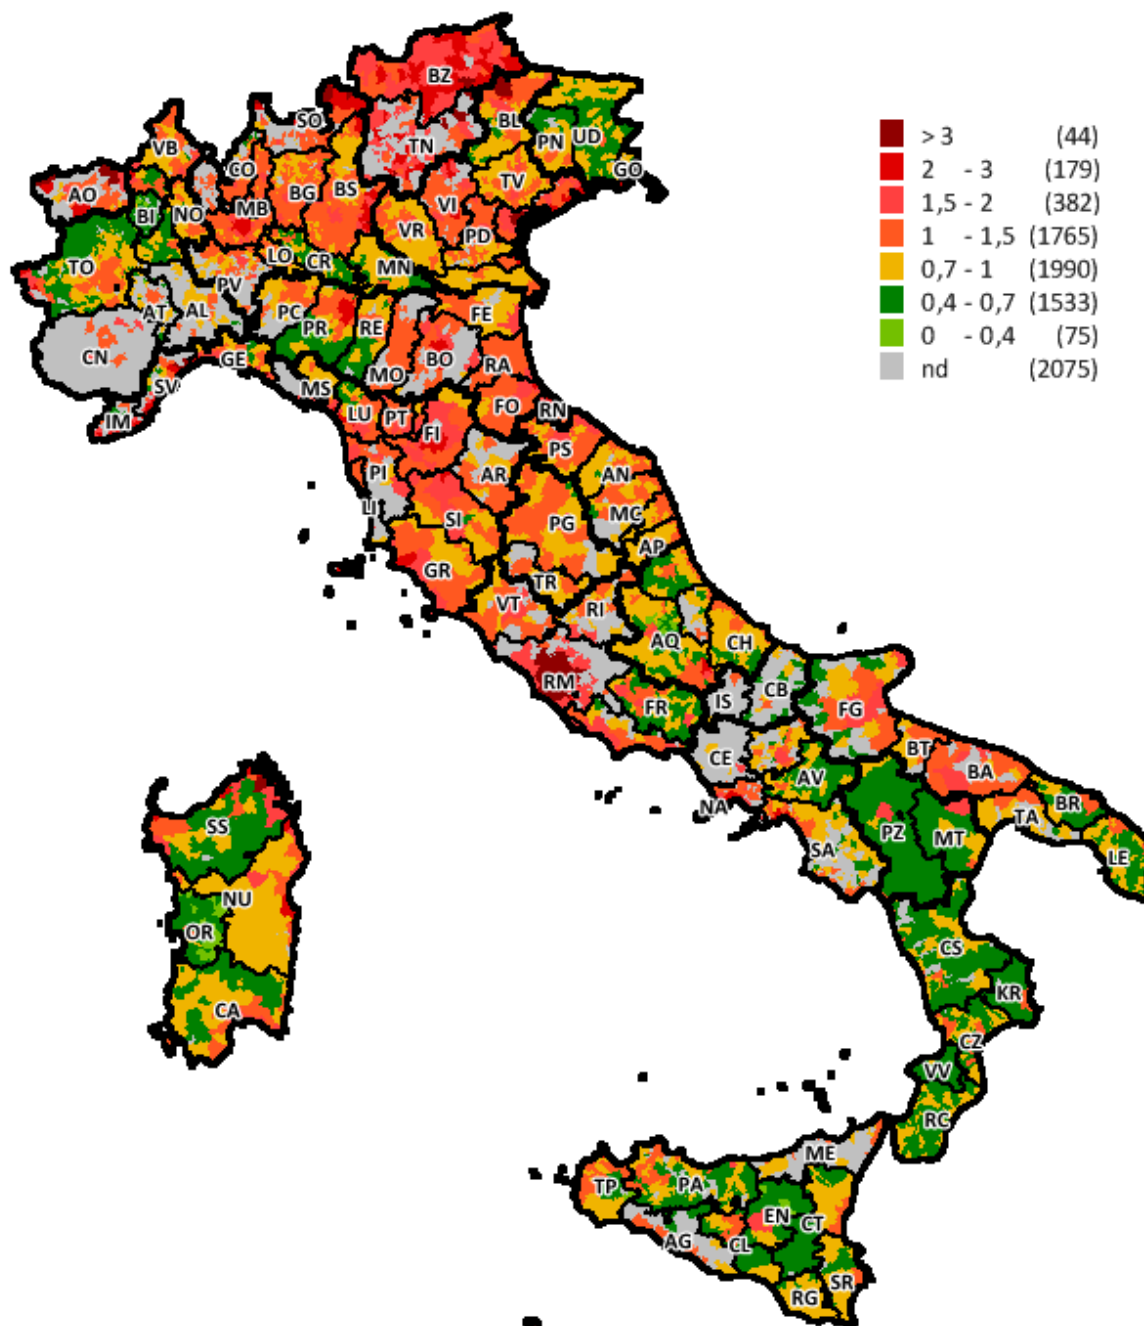 > 3 (44)
2 - 3 (179)
1,5 - 2 (382)
1 - 1,5 (1765)
0,7 - 1 (1990)
0,4 - 0,7 (1533)
0 - 0,4 (75)
nd (2075)
BZ
SO
BL
UD
PN
TN
VB
CO
GO
AO
BG
BS
TV
VI
BI
NO
MB
VR
PD
TO
LO
CR
MN
PV
AT
AL
PC
PR
RE
FE
CN
GE
MO
BO
RA
SV
MS
IM
LU
PT
FI
FO
RN
PS
PI
AR
AN
LI
SI
PG
MC
AP
GR
TR
VT
RI
AQ
CH
RM
FR
IS
CB
FG
CE
BT
BA
AV
NA
BR
TA
SS
PZ
MT
SA
LE
NU
OR
CS
CA
KR
CZ
VV
RC
ME
TP
PA
EN
CT
AG
CL
SR
RG